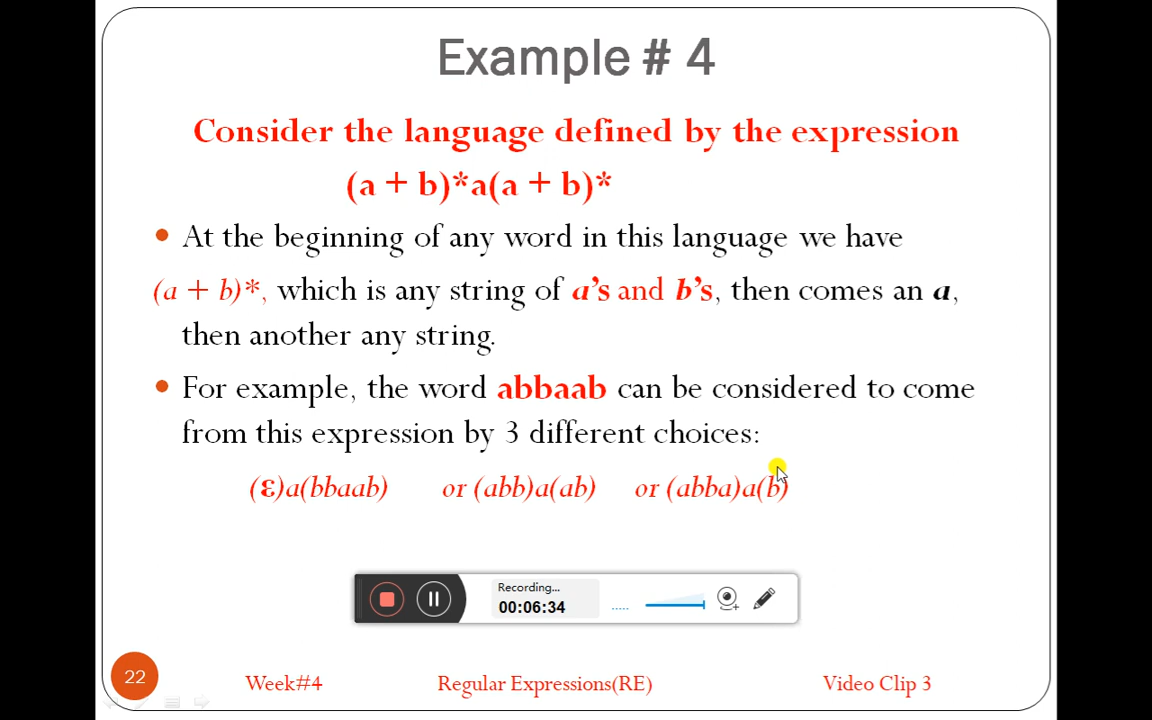 Example # 4
Consider the language defined by the expression
(a + b)*a(a + b)*
• At the beginning of any word in this language we have
(a + b)*, which is any string of a's and b's, then comes an a,
then another any string.
• For example, the word abbaab can be considered to come
from this expression by 3 different choices:
(ε)a(bbaab) or (abb)a(ab) or (abba)a(b)
Recording...
00:06:34
22 Week#4 Regular Expressions(RE) Video Clip 3